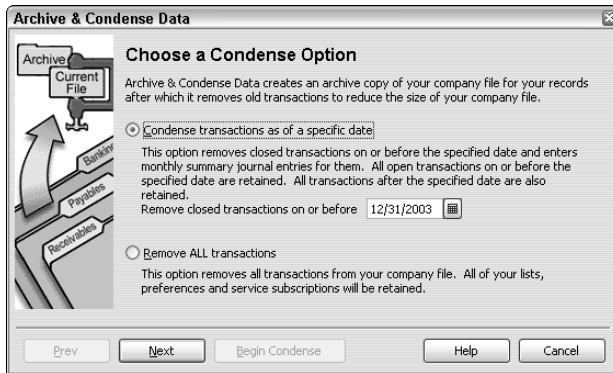 Archive & Condense Data
Archive
Current
File
Banking
Payables
Receivables
Choose a Condense Option
Archive & Condense Data creates an archive copy of your company file for your records
after which it removes old transactions to reduce the size of your company file.
Condense transactions as of a specific date
This option removes closed transactions on or before the specified date and enters
monthly summary journal entries for them. All open transactions on or before the
specified date are retained. All transactions after the specified date are also
retained.
Remove closed transactions on or before 12/31/2003
Remove ALL transactions
This option removes all transactions from your company file. All of your lists,
preferences and service subscriptions will be retained.
Prev Next Begin Condense Help Cancel